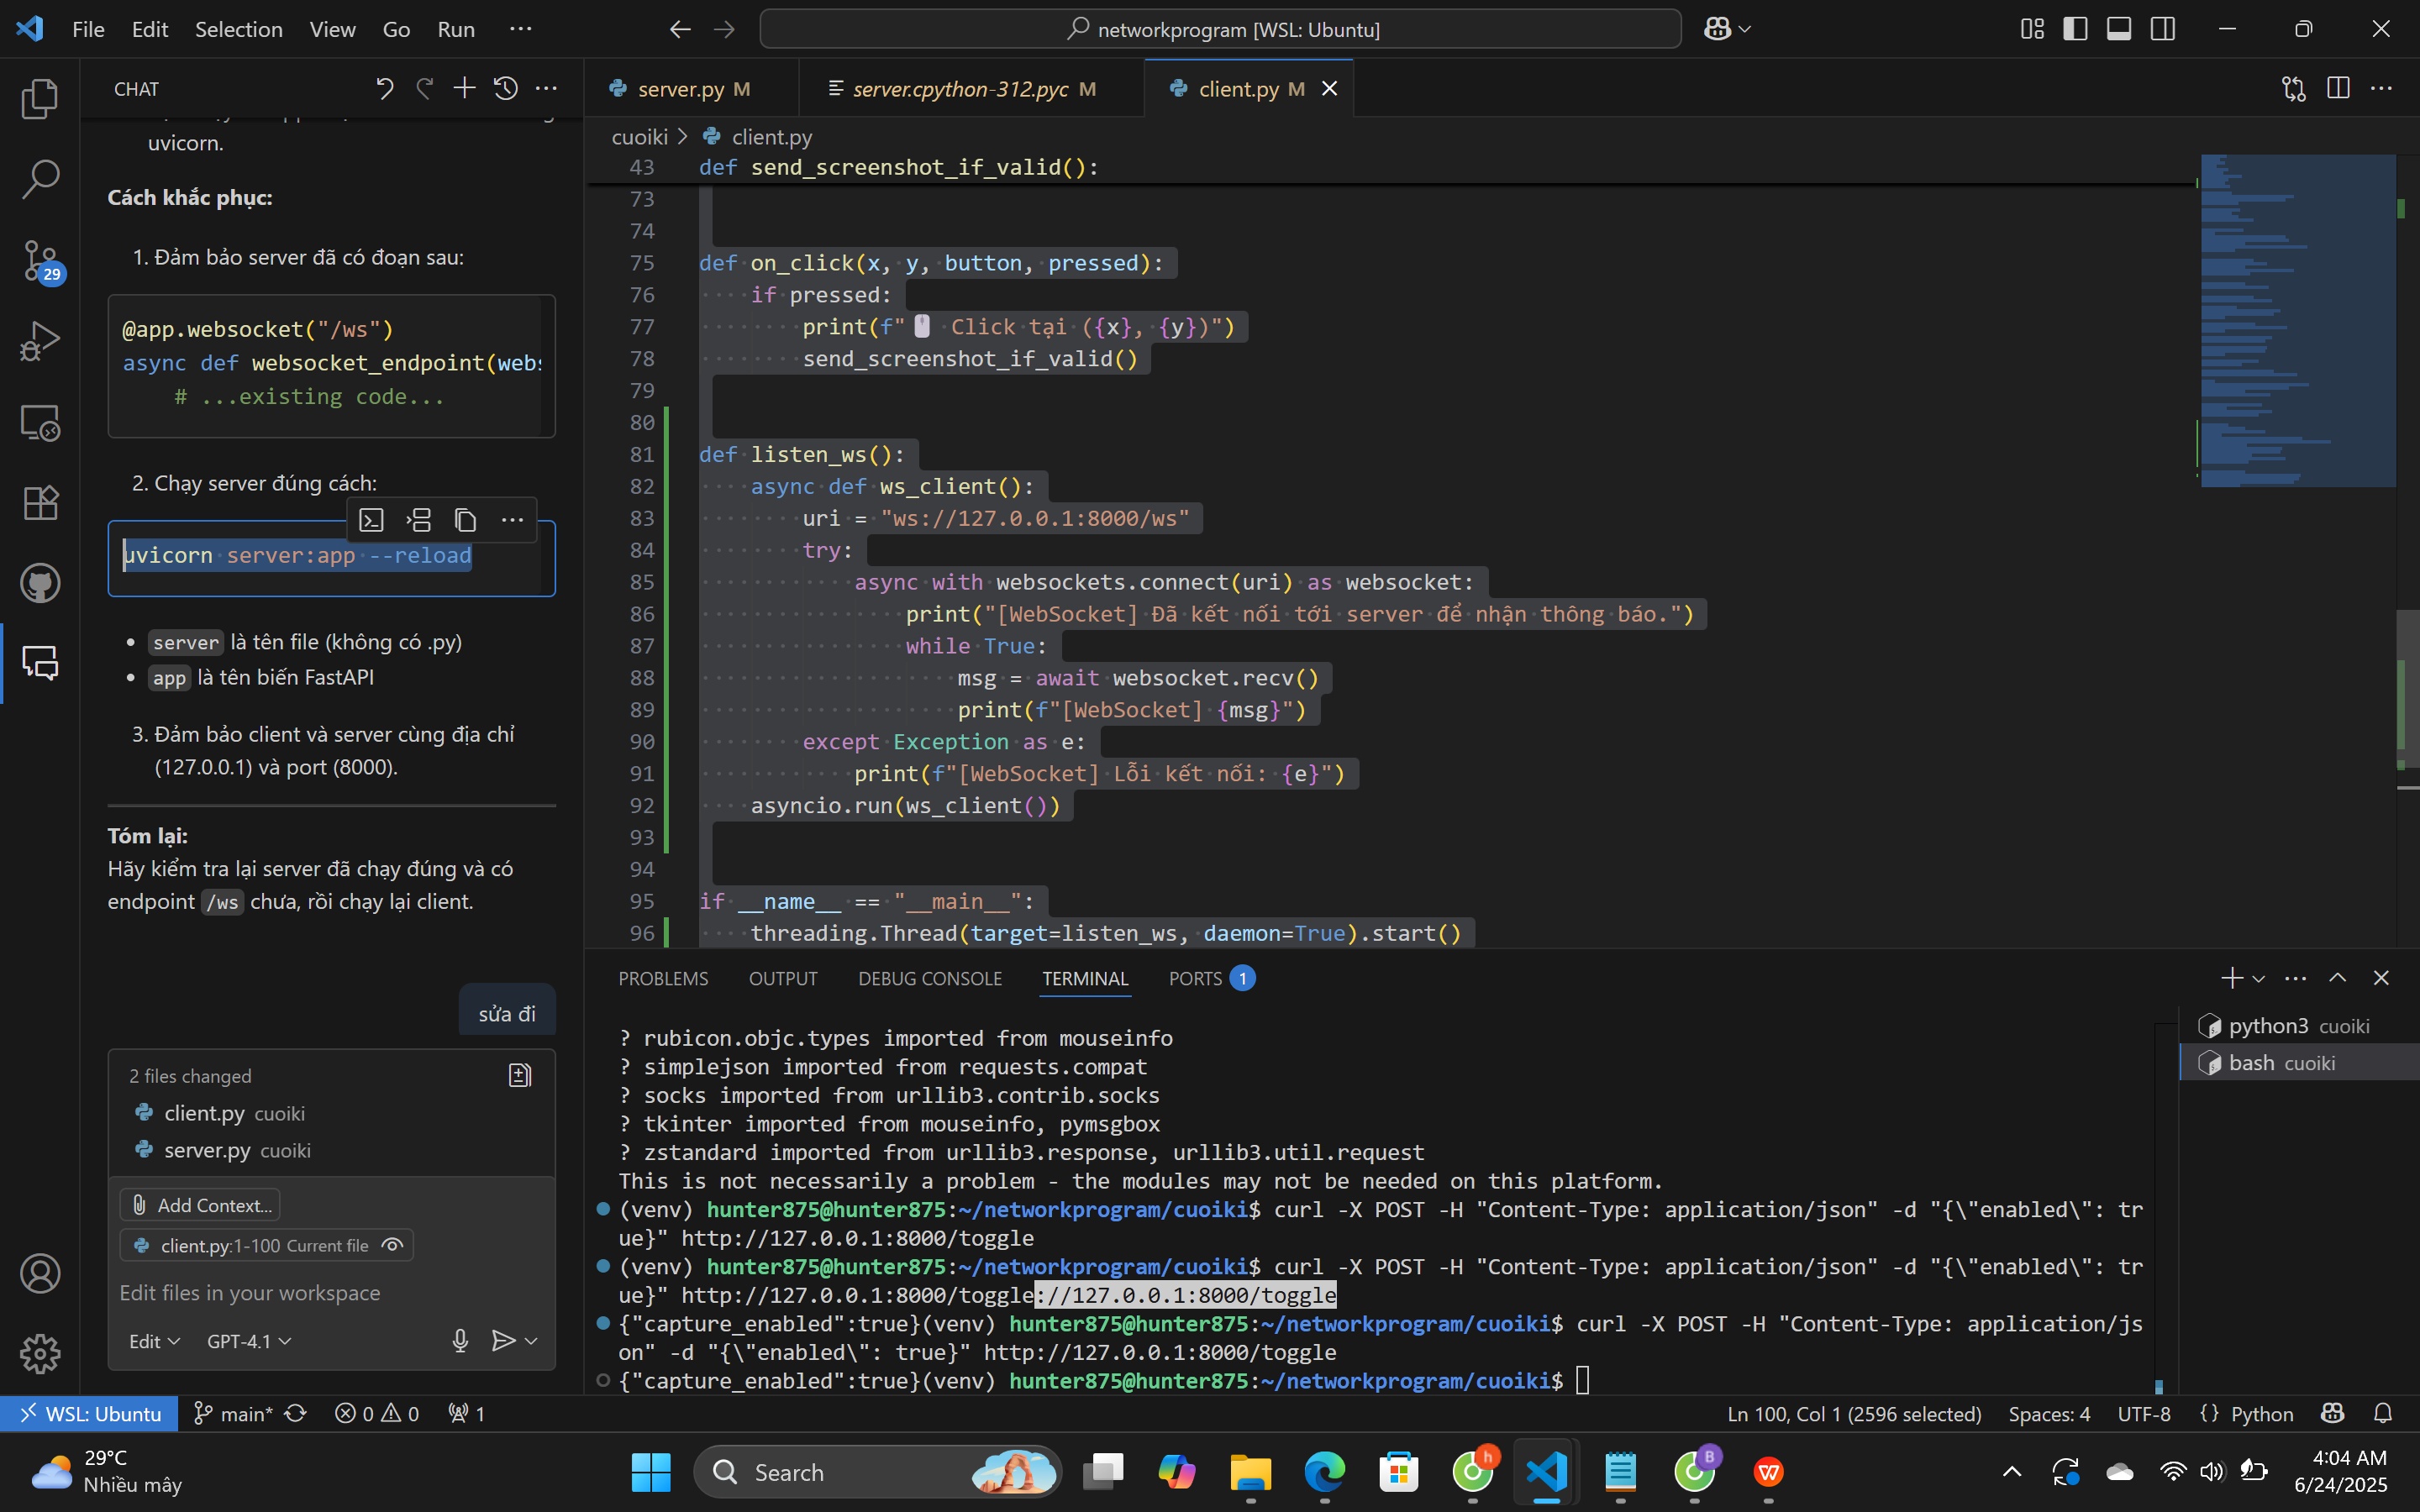 File Edit Selection View Go Run ···
networkprogram [WSL: Ubuntu]
CHAT
uvicorn.
Cách khắc phục:
1. Đảm bảo server đã có đoạn sau:
@app.websocket("/ws")
async def websocket_endpoint(webs
# ...existing code...
2. Chạy server đúng cách:
uvicorn server:app --reload
• server là tên file (không có .py)
• app là tên biến FastAPI
3. Đảm bảo client và server cùng địa chỉ
(127.0.0.1) và port (8000).
Tóm lại:
Hãy kiểm tra lại server đã chạy đúng và có
endpoint /ws chưa, rồi chạy lại client.
sửa đi
2 files changed
client.py cuoiki
server.py cuoiki
Add Context...
client.py:1-100 Current file
Edit files in your workspace
Edit GPT-4.1
29
server.py M
server.cpython-312.pyc M
client.py M
cuoiki > client.py
43 def send_screenshot_if_valid():
73
74
75 def on_click(x, y, button, pressed):
76 if pressed:
77 print(f"🖱 Click tại ({x}, {y})")
78 send_screenshot_if_valid()
79
80
81 def listen_ws():
82 async def ws_client():
83 uri = "ws://127.0.0.1:8000/ws"
84 try:
85 async with websockets.connect(uri) as websocket:
86 print("[WebSocket] Đã kết nối tới server để nhận thông báo.")
87 while True:
88 msg = await websocket.recv()
89 print(f"[WebSocket] {msg}")
90 except Exception as e:
91 print(f"[WebSocket] Lỗi kết nối: {e}")
92 asyncio.run(ws_client())
93
94
95 if __name__ == "__main__":
96 threading.Thread(target=listen_ws, daemon=True).start()
PROBLEMS OUTPUT DEBUG CONSOLE TERMINAL PORTS 1
? rubicon.objc.types imported from mouseinfo
? simplejson imported from requests.compat
? socks imported from urllib3.contrib.socks
? tkinter imported from mouseinfo, pymsgbox
? zstandard imported from urllib3.response, urllib3.util.request
This is not necessarily a problem - the modules may not be needed on this platform.
(venv) hunter875@hunter875:~/networkprogram/cuoiki$ curl -X POST -H "Content-Type: application/json" -d "{\"enabled\": tr
ue}" http://127.0.0.1:8000/toggle
(venv) hunter875@hunter875:~/networkprogram/cuoiki$ curl -X POST -H "Content-Type: application/json" -d "{\"enabled\": tr
ue}" http://127.0.0.1:8000/toggle://127.0.0.1:8000/toggle
{"capture_enabled":true}(venv) hunter875@hunter875:~/networkprogram/cuoiki$ curl -X POST -H "Content-Type: application/js
on" -d "{\"enabled\": true}" http://127.0.0.1:8000/toggle
{"capture_enabled":true}(venv) hunter875@hunter875:~/networkprogram/cuoiki$
python3 cuoiki
bash cuoiki
WSL: Ubuntu main* 0 0 1
Ln 100, Col 1 (2596 selected) Spaces: 4 UTF-8 {} Python
29°C
Nhiều mây
Search
h
B
4:04 AM
6/24/2025